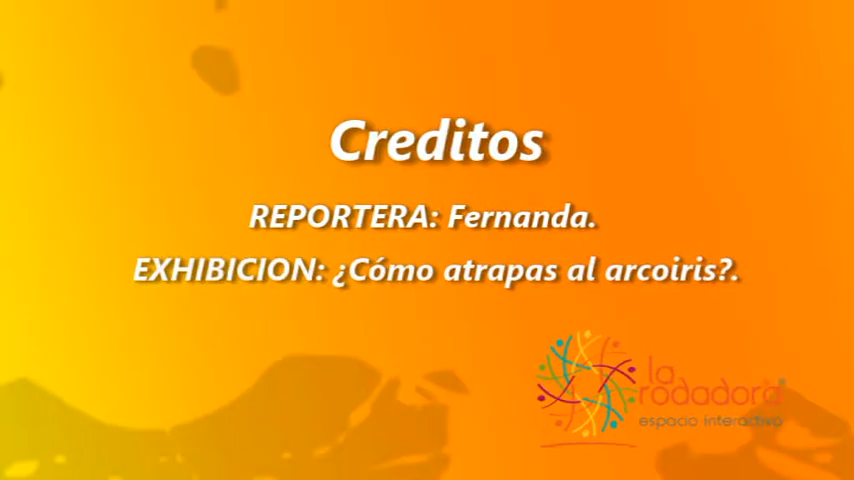 Creditos
REPORTERA: Fernanda.
EXHIBICION: ¿Cómo atrapas al arcoiris?.
la
rodadora
espacio interactivo